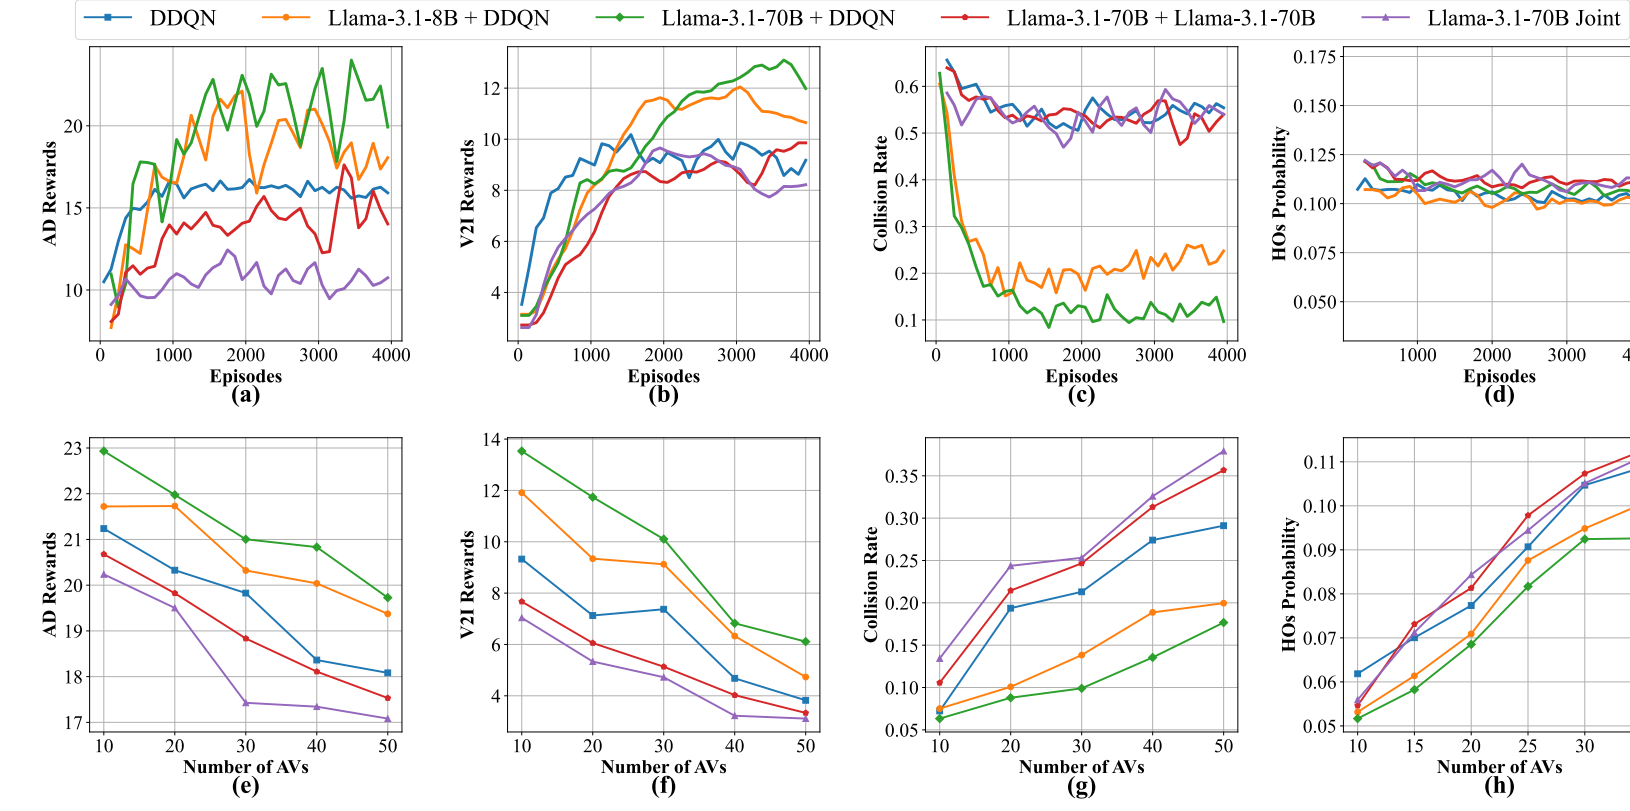 DDQN Llama-3.1-8B + DDQN Llama-3.1-70B + DDQN Llama-3.1-70B + Llama-3.1-70B Llama-3.1-70B Joint
AD Rewards
20
15
10
0 1000 2000 3000 4000
Episodes
(a)
V2I Rewards
12
10
8
6
4
0 1000 2000 3000 4000
Episodes
(b)
Collision Rate
0.6
0.5
0.4
0.3
0.2
0.1
0 1000 2000 3000 4000
Episodes
(c)
HOs Probability
0.175
0.150
0.125
0.100
0.075
0.050
1000 2000 3000
Episodes
(d)
AD Rewards
23
22
21
20
19
18
17
10 20 30 40 50
Number of AVs
(e)
V2I Rewards
14
12
10
8
6
4
10 20 30 40 50
Number of AVs
(f)
Collision Rate
0.35
0.30
0.25
0.20
0.15
0.10
0.05
10 20 30 40 50
Number of AVs
(g)
HOs Probability
0.11
0.10
0.09
0.08
0.07
0.06
0.05
10 15 20 25 30
Number of AVs
(h)